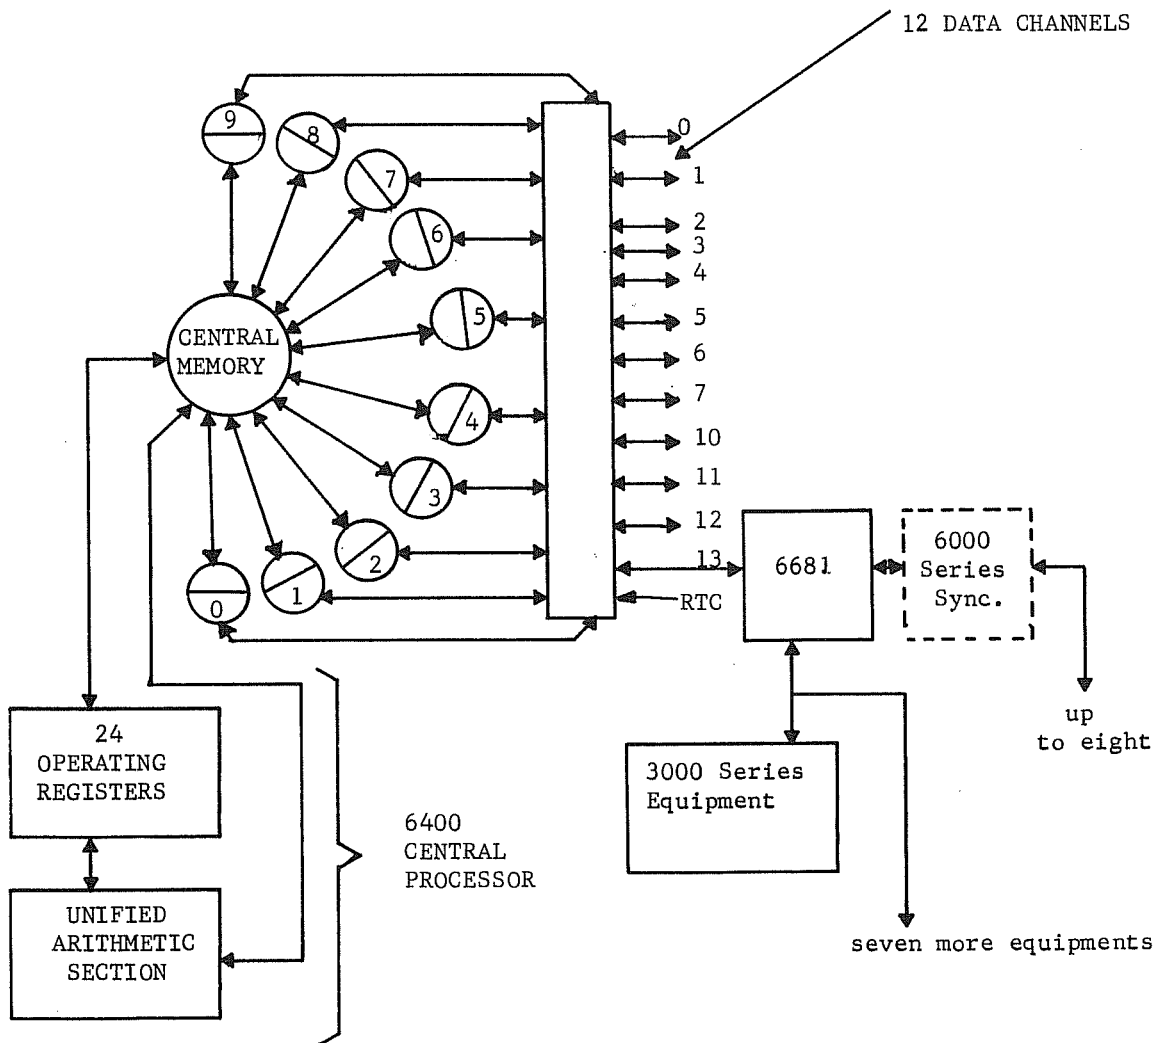 12 DATA CHANNELS
9
8
7
6
5
4
3
2
1
0
CENTRAL
MEMORY
0
1
2
3
4
5
6
7
10
11
12
13
RTC
6681
6000
Series
Sync.
up
to eight
3000 Series
Equipment
seven more equipments
24
OPERATING
REGISTERS
UNIFIED
ARITHMETIC
SECTION
6400
CENTRAL
PROCESSOR